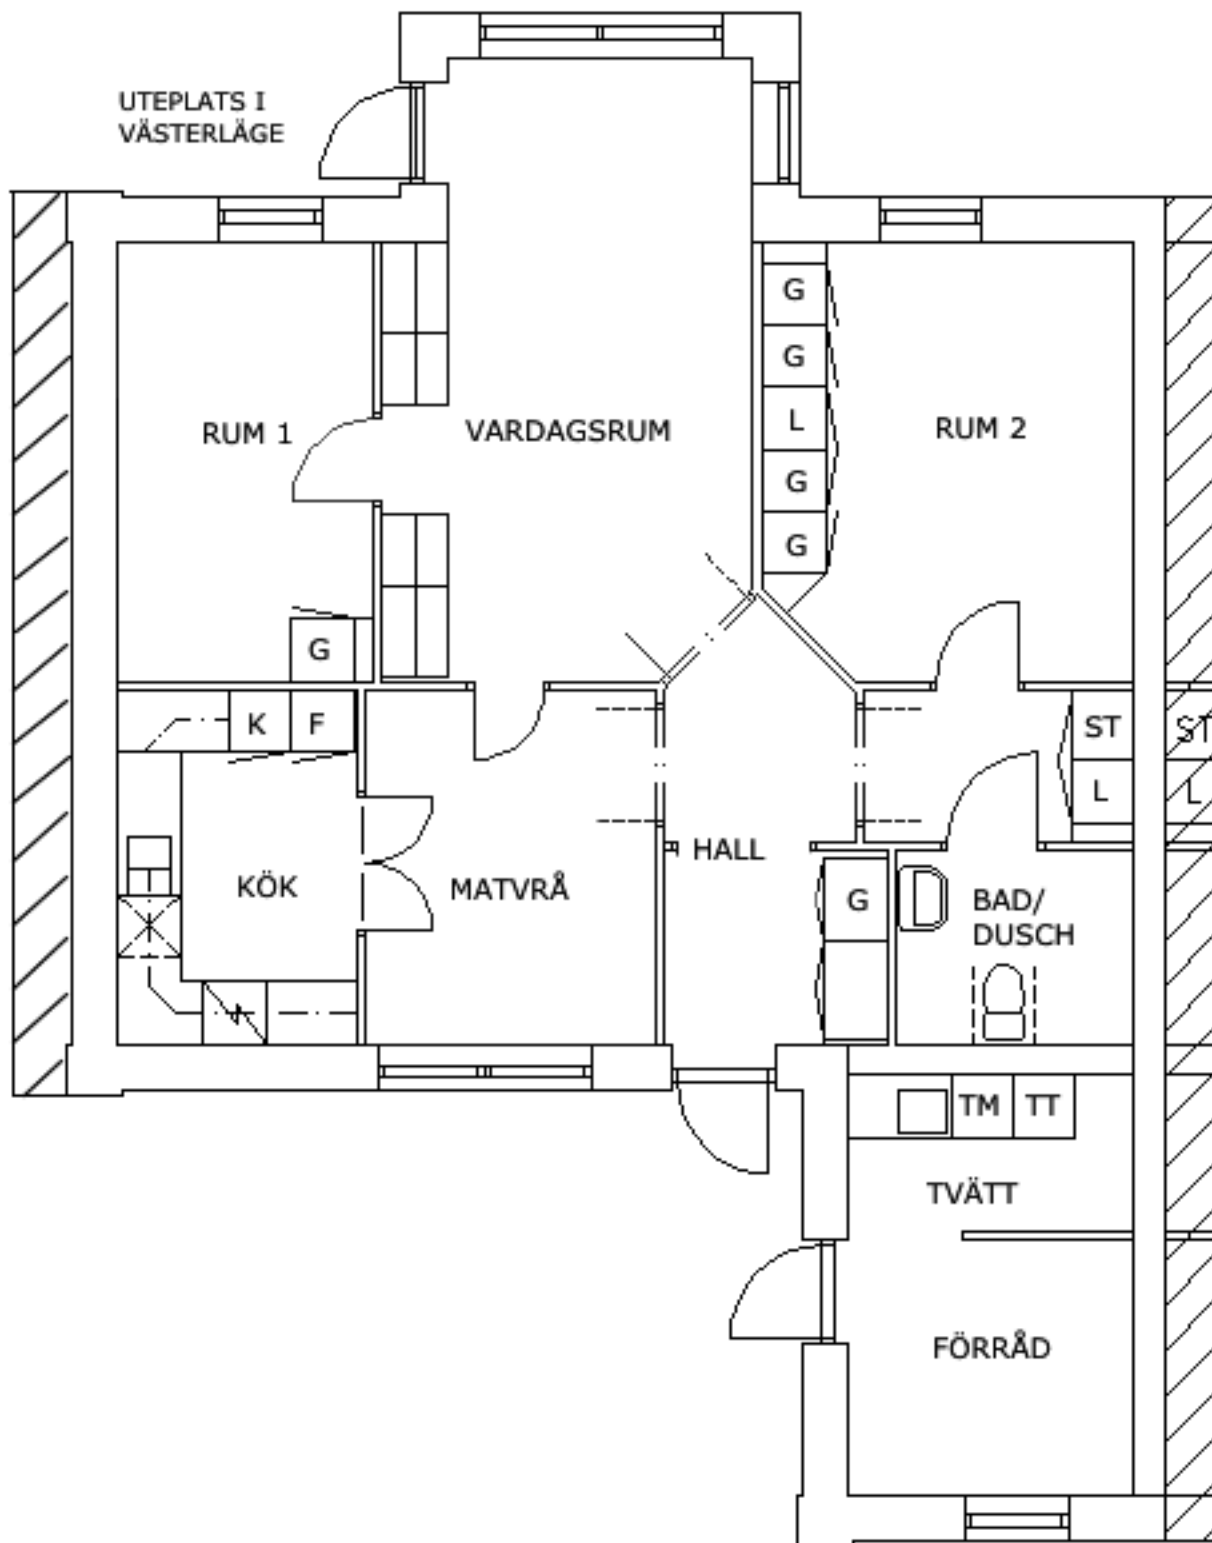 UTEPLATS I
VÄSTERLÄGE
G
G
L
G
G
RUM 1
VARDAGSRUM
RUM 2
G
K
F
ST
ST
L
L
HALL
KÖK
MATVRÅ
G
BAD/
DUSCH
TM
TT
TVÄTT
FÖRRÅD